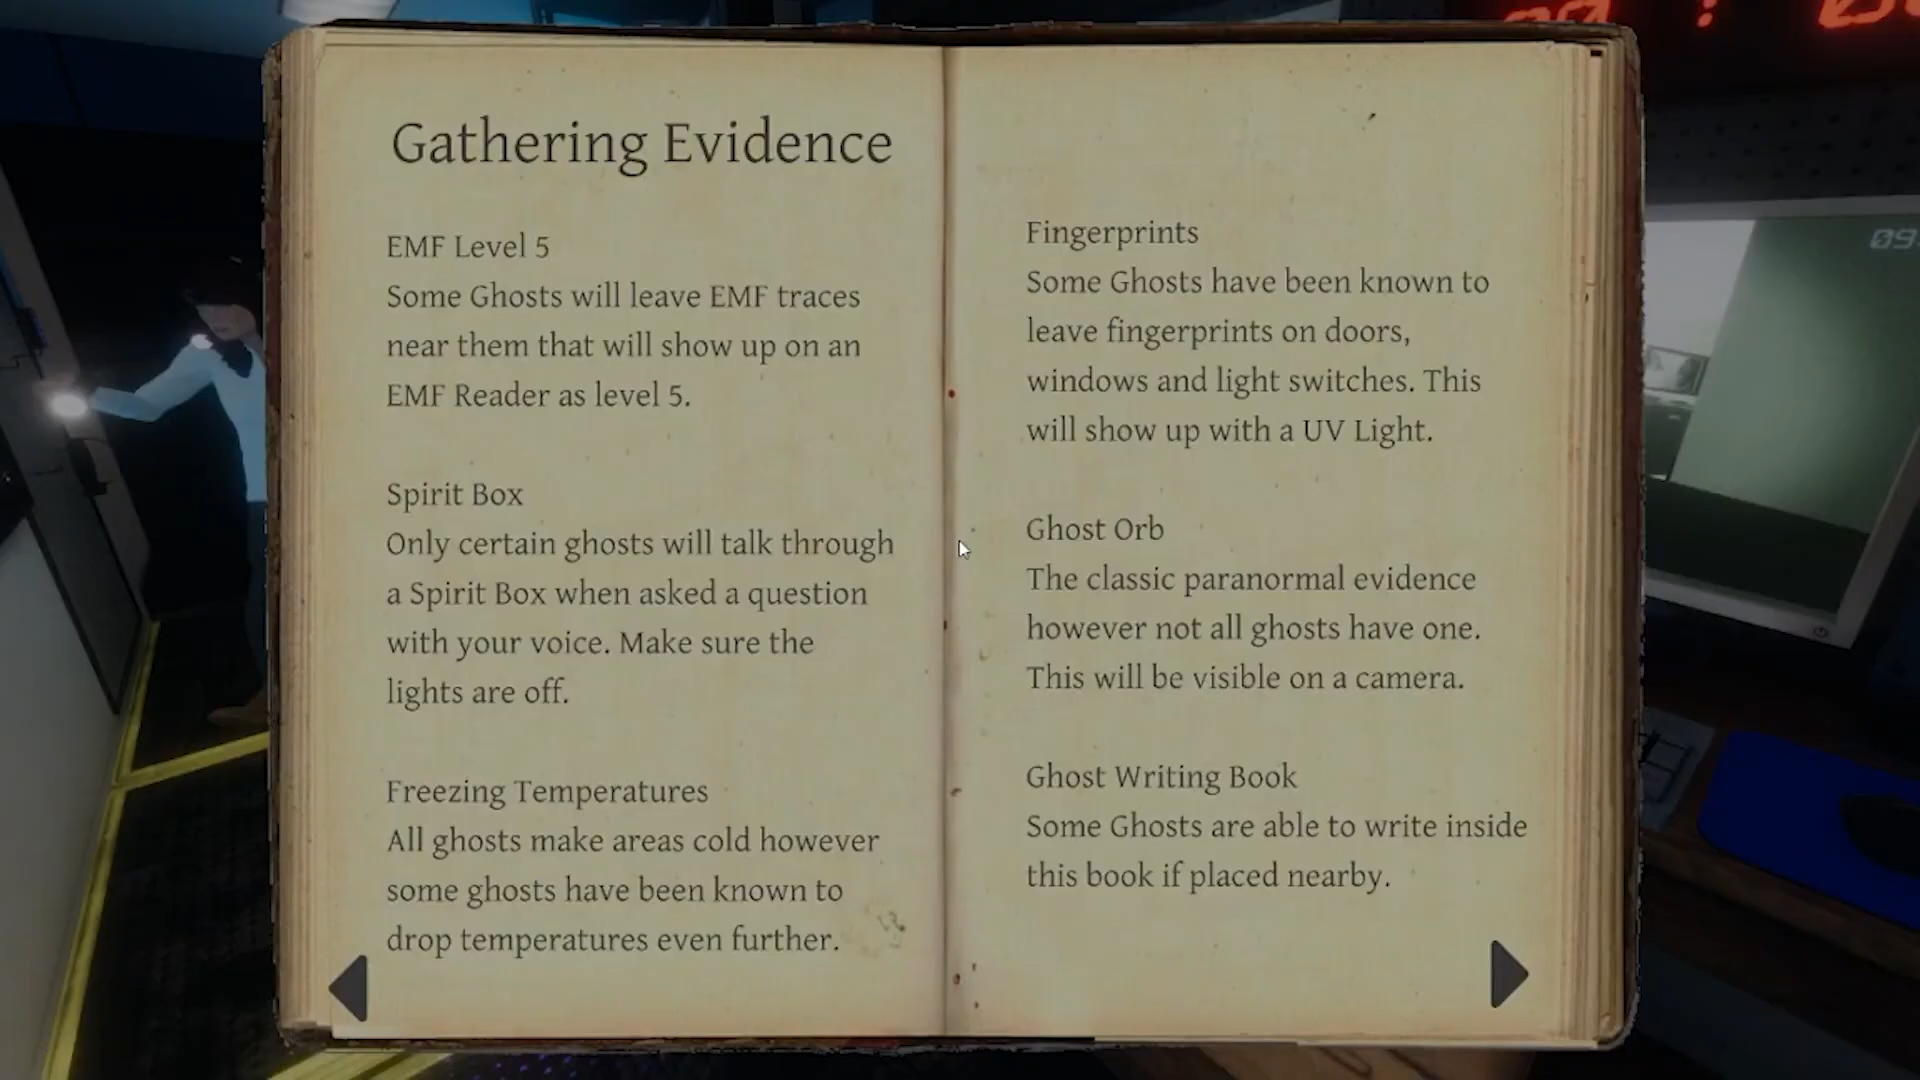 Gathering Evidence
EMF Level 5
Some Ghosts will leave EMF traces
near them that will show up on an
EMF Reader as level 5.
Spirit Box
Only certain ghosts will talk through
a Spirit Box when asked a question
with your voice. Make sure the
lights are off.
Freezing Temperatures
All ghosts make areas cold however
some ghosts have been known to
drop temperatures even further.
Fingerprints
Some Ghosts have been known to
leave fingerprints on doors,
windows and light switches. This
will show up with a UV Light.
Ghost Orb
The classic paranormal evidence
however not all ghosts have one.
This will be visible on a camera.
Ghost Writing Book
Some Ghosts are able to write inside
this book if placed nearby.